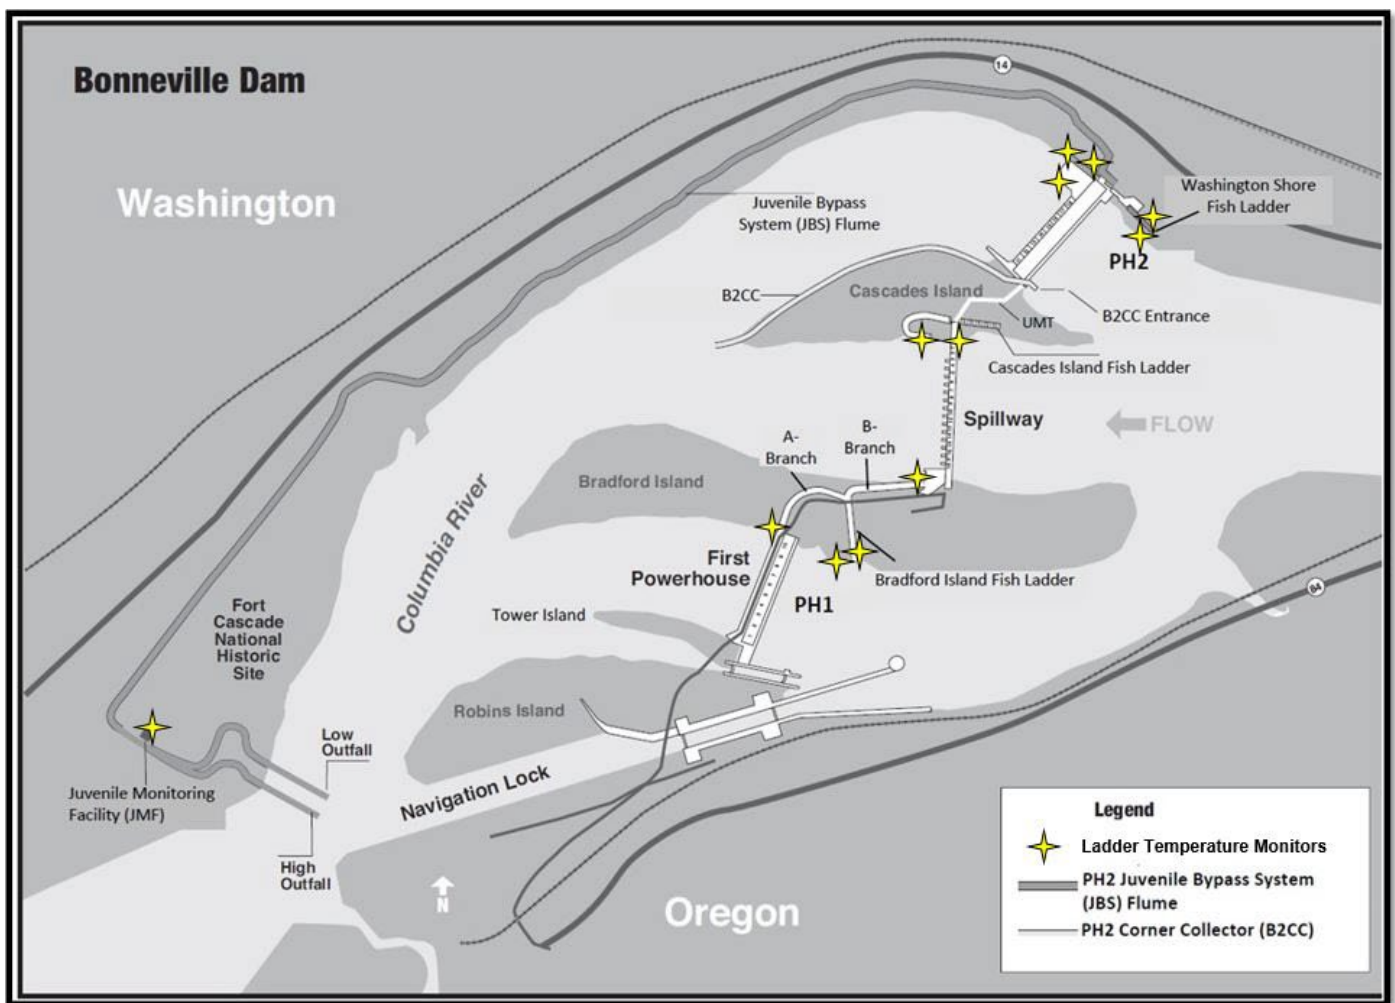 Bonneville Dam
14
Washington
Juvenile Bypass
System (JBS) Flume
Washington Shore
Fish Ladder
PH2
B2CC
Cascades Island
B2CC Entrance
UMT
Cascades Island Fish Ladder
Spillway
FLOW
A-
Branch
B-
Branch
Bradford Island
Columbia River
First
Powerhouse
Bradford Island Fish Ladder
PH1
84
Tower Island
Fort
Cascade
National
Historic
Site
Robins Island
Low
Outfall
Navigation Lock
Juvenile Monitoring
Facility (JMF)
High
Outfall
N
Oregon
Legend
Ladder Temperature Monitors
PH2 Juvenile Bypass System
(JBS) Flume
PH2 Corner Collector (B2CC)